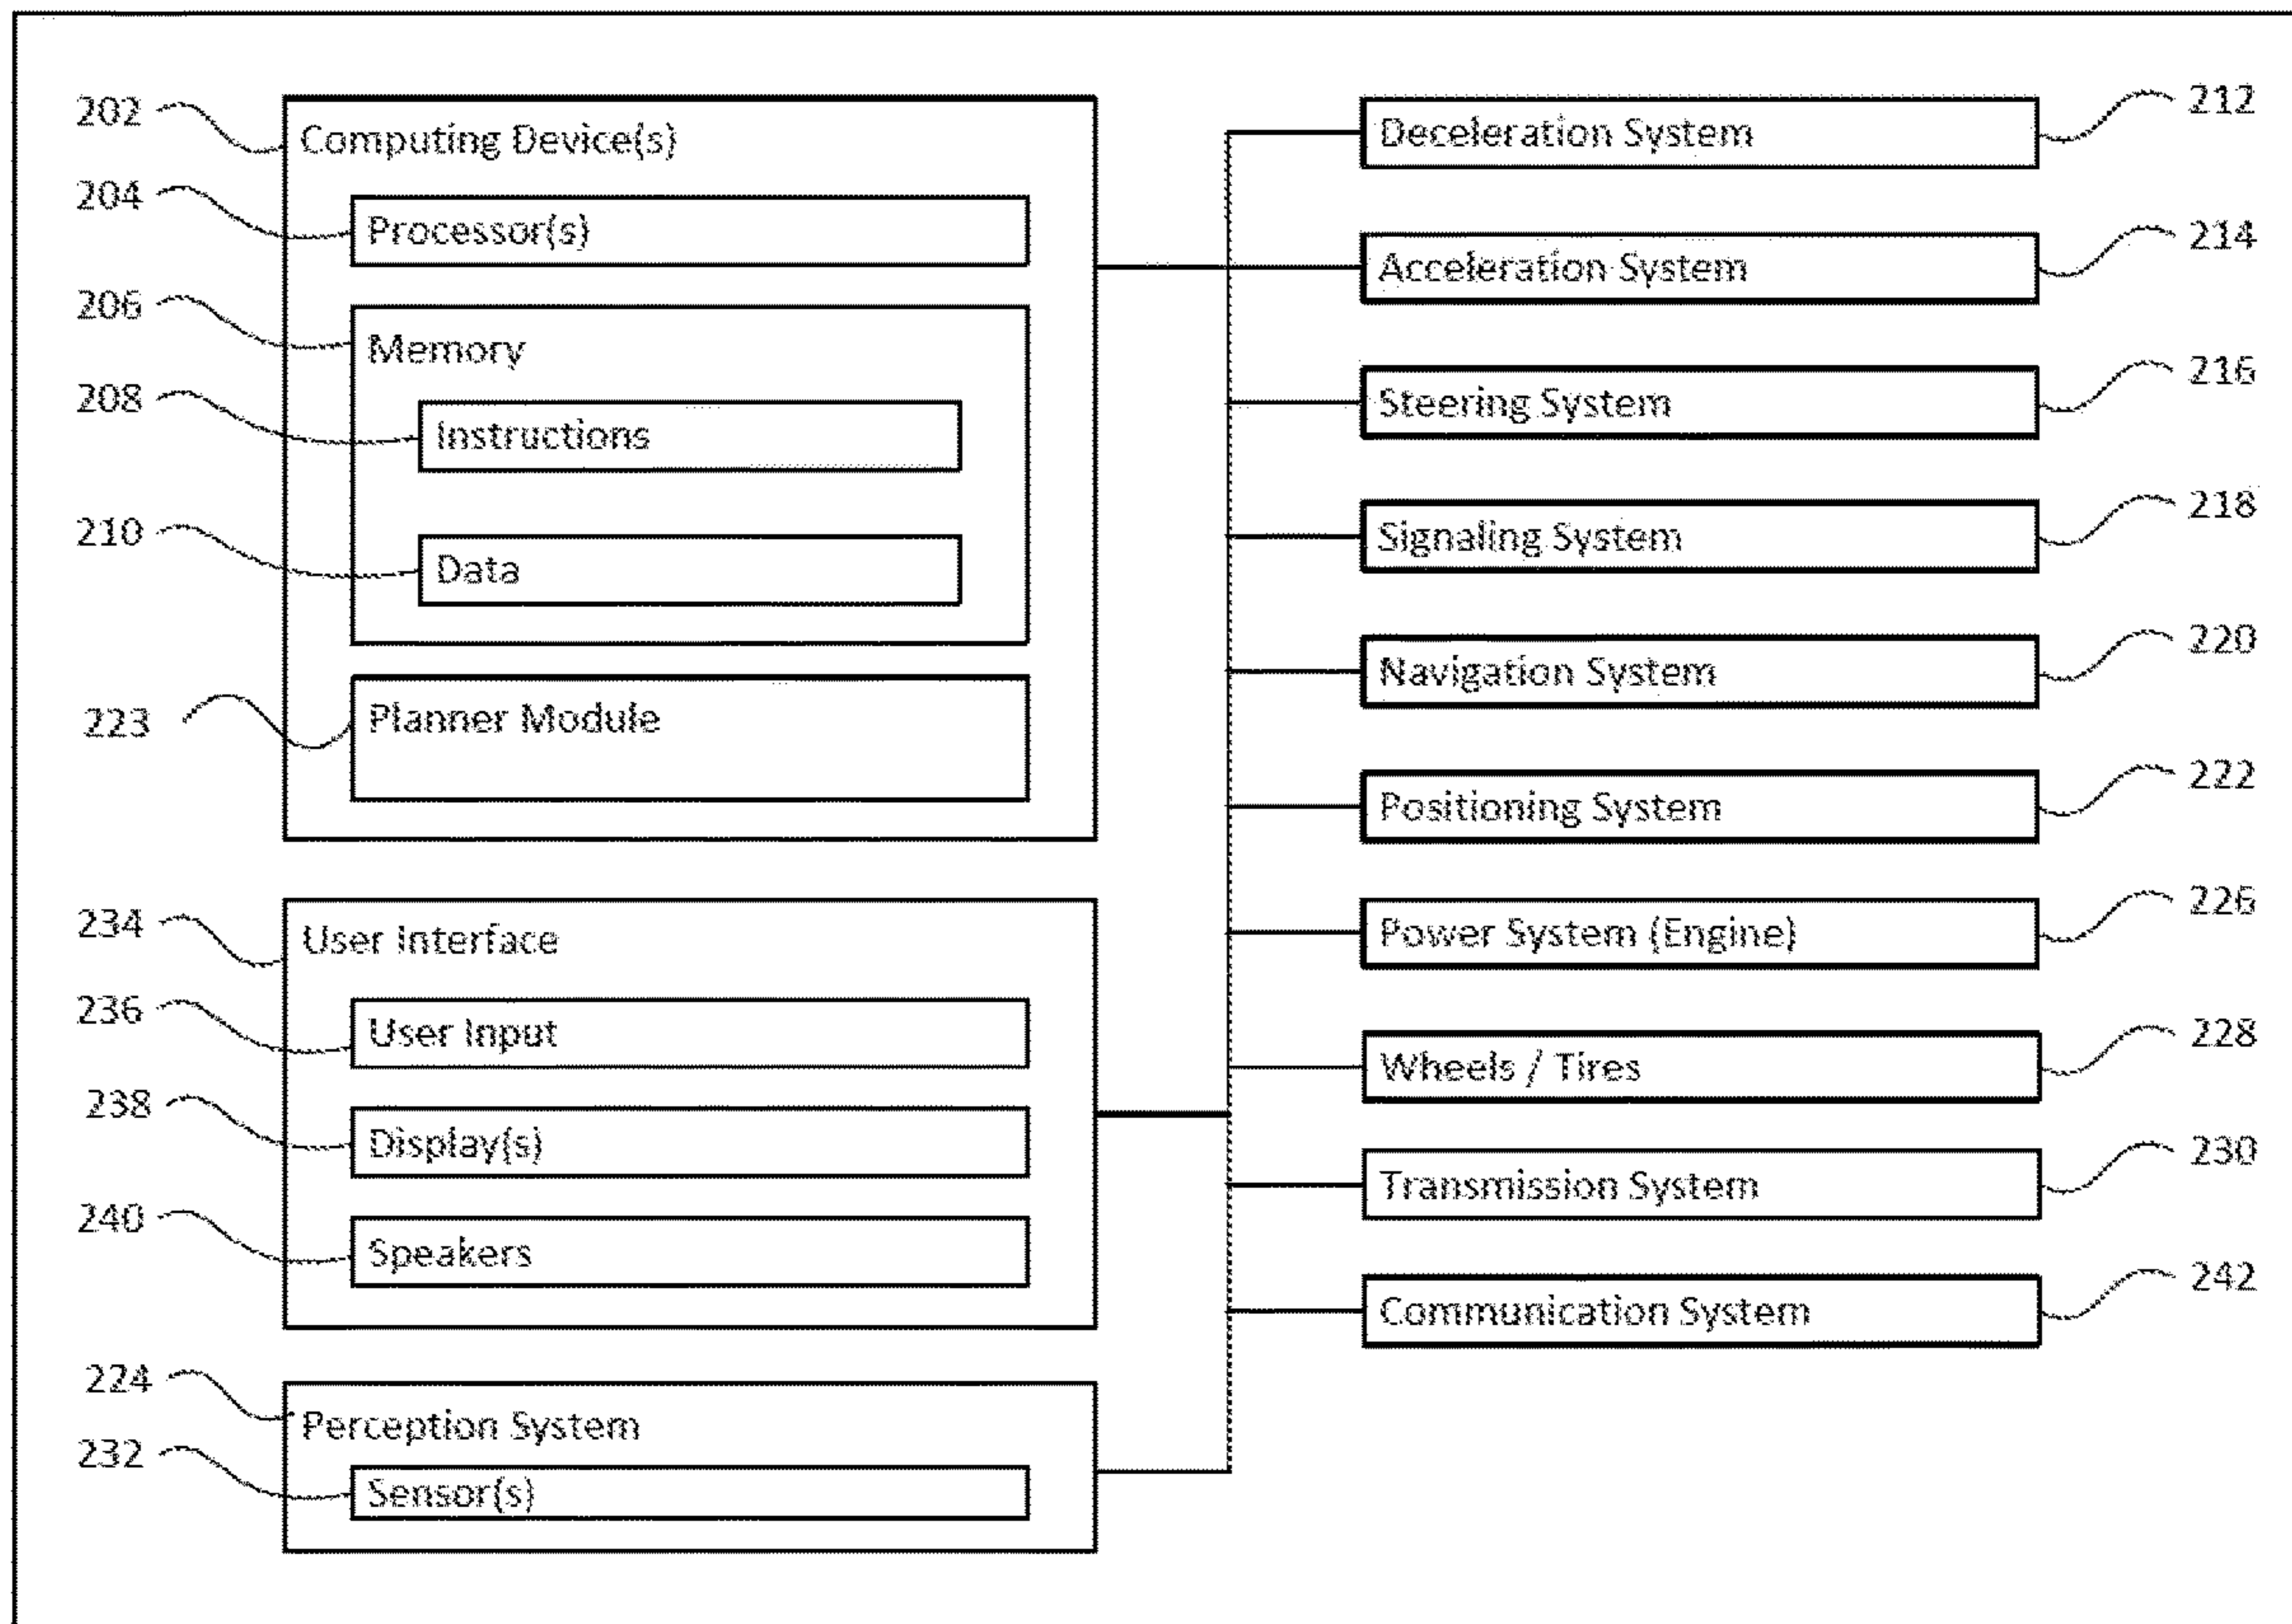 202 Computing Device(s)
204 Processor(s)
206 Memory
208 Instructions
210 Data
223 Planner Module
234 User Interface
236 User Input
238 Display(s)
240 Speakers
224 Perception System
232 Sensor(s)
Deceleration System 212
Acceleration System 214
Steering System 216
Signaling System 218
Navigation System 220
Positioning System 222
Power System (Engine) 226
Wheels / Tires 228
Transmission System 230
Communication System 242